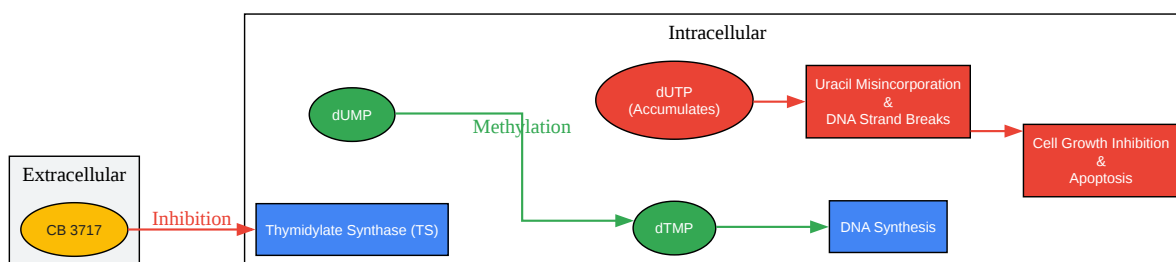 Intracellular
dUTP
(Accumulates)
Uracil Misincorporation
&
DNA Strand Breaks
dUMP
Methylation
Cell Growth Inhibition
&
Apoptosis
Extracellular
CB 3717
Inhibition
Thymidylate Synthase (TS)
dTMP
DNA Synthesis